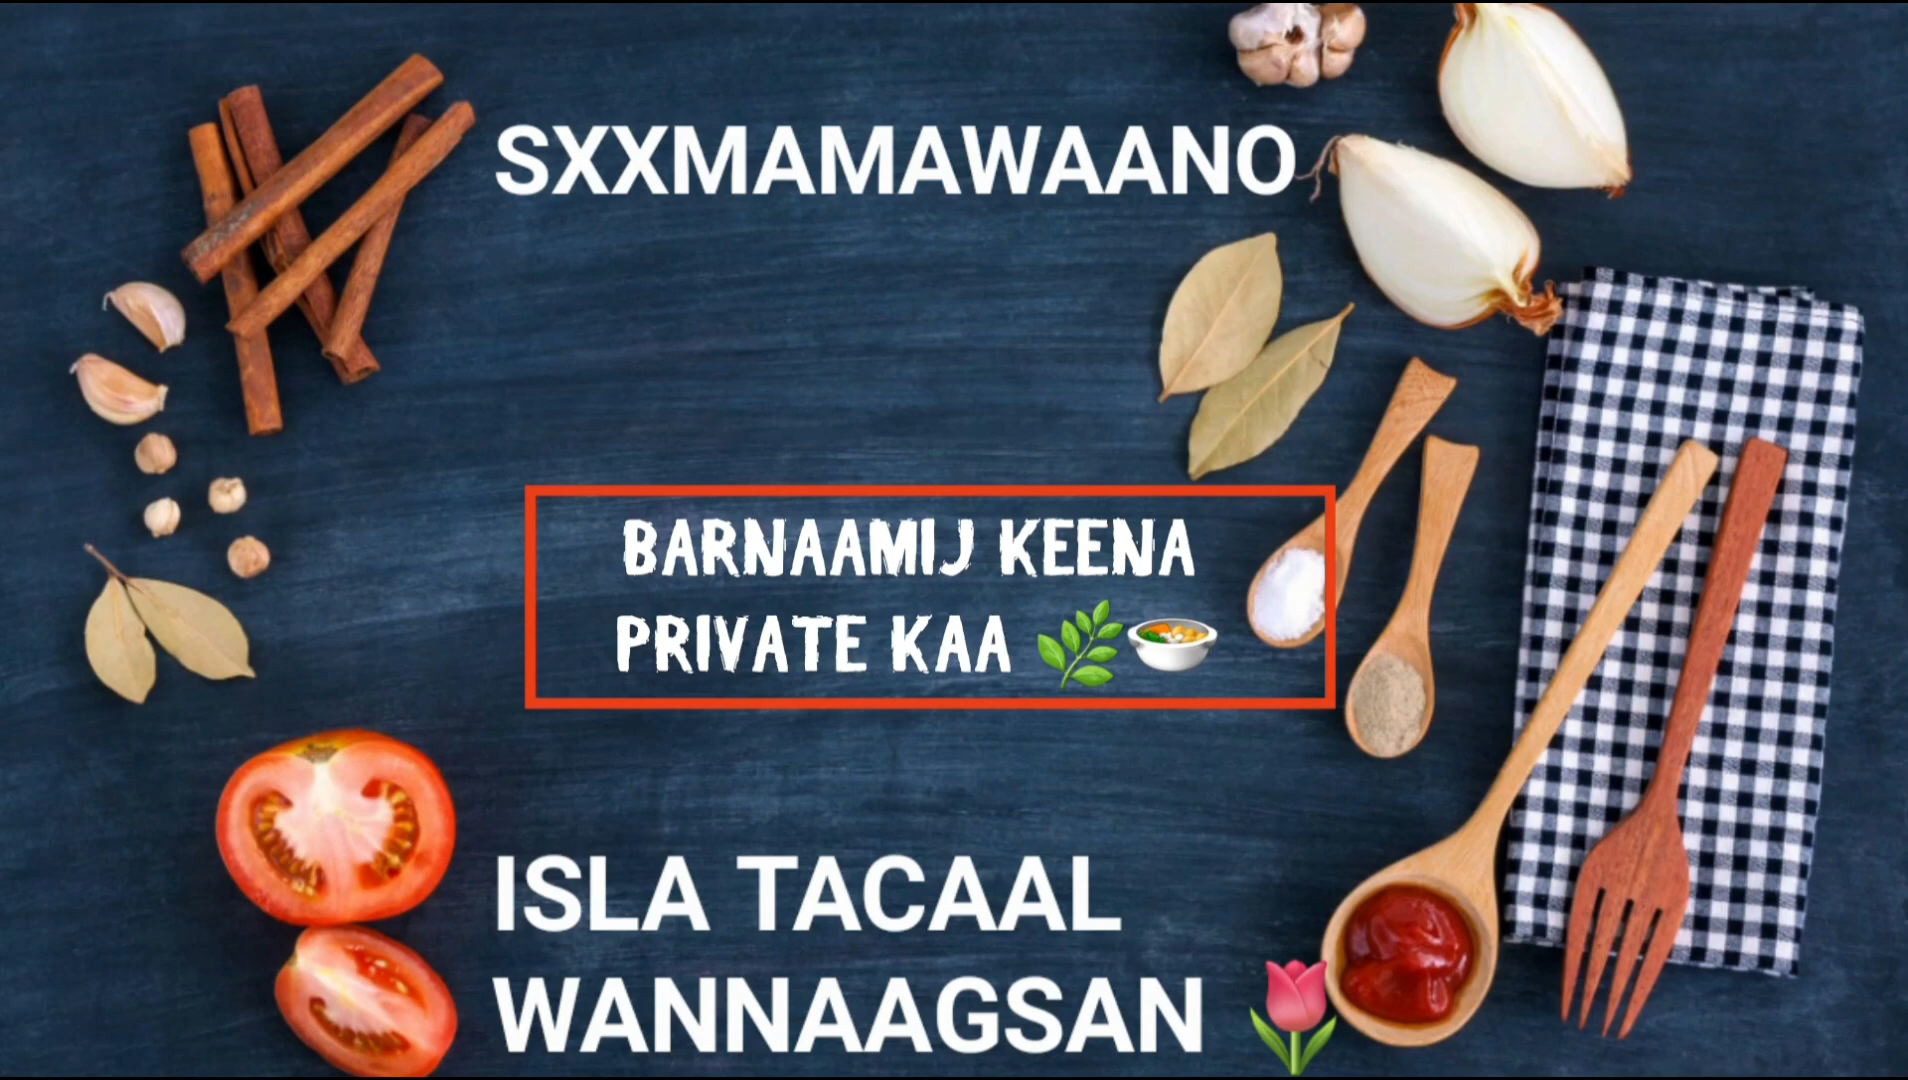 SXXMAMAWAANO
BARNAAMIJ KEENA
PRIVATE KAA 🌿🍲
ISLA TACAAL
WANNAAGSAN 🌷